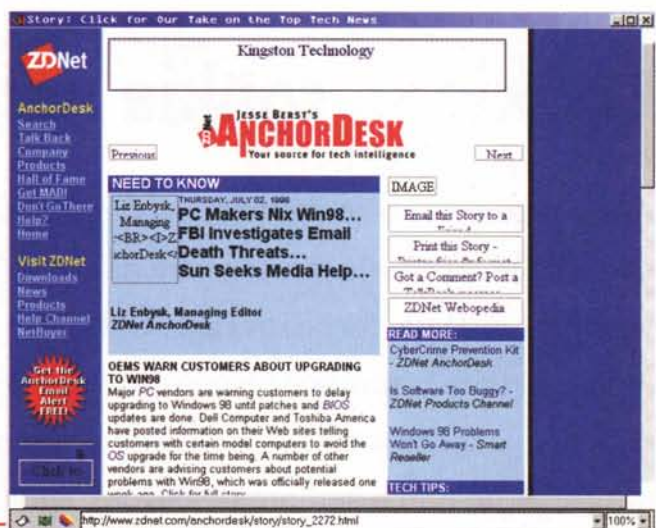 Story: Click for Our Take on the Top Tech News
ZDNet
AnchorDesk
Search
Talk Back
Company
Products
Hall of Fame
Get MAD!
Don't Go There
Help?
Home
Visit ZDNet
Downloads
News
Products
Help Channel
NetBuyer
Get the
AnchorDesk
Email
Alert
FREE!
Click to
Kingston Technology
ZDNet
JESSE BERST'S
ANCHORDESK
Your source for tech intelligence
Previous
Next
NEED TO KNOW
Liz Enbysk,
Managing
<BR><I>Z
chorDesk</
THURSDAY, JULY 02, 1998
PC Makers Nix Win98...
FBI Investigates Email
Death Threats...
Sun Seeks Media Help...
Liz Enbysk, Managing Editor
ZDNet AnchorDesk
OEMS WARN CUSTOMERS ABOUT UPGRADING
TO WIN98
Major PC vendors are warning customers to delay
upgrading to Windows 98 until patches and BIOS
updates are done. Dell Computer and Toshiba America
have posted information on their Web sites telling
customers with certain model computers to avoid the
OS upgrade for the time being. A number of other
vendors are advising customers about potential
problems with Win98, which was officially released one
week ago. Click for full story
IMAGE
Email this Story to a
Print this Story -
Got a Comment? Post a
ZDNet Webopedia
READ MORE:
CyberCrime Prevention Kit
- ZDNet AnchorDesk
Is Software Too Buggy? -
ZDNet Products Channel
Windows 98 Problems
Won't Go Away - Smart
Reseller
TECH TIPS:
http://www.zdnet.com/anchordesk/story/story_2272.html
100%